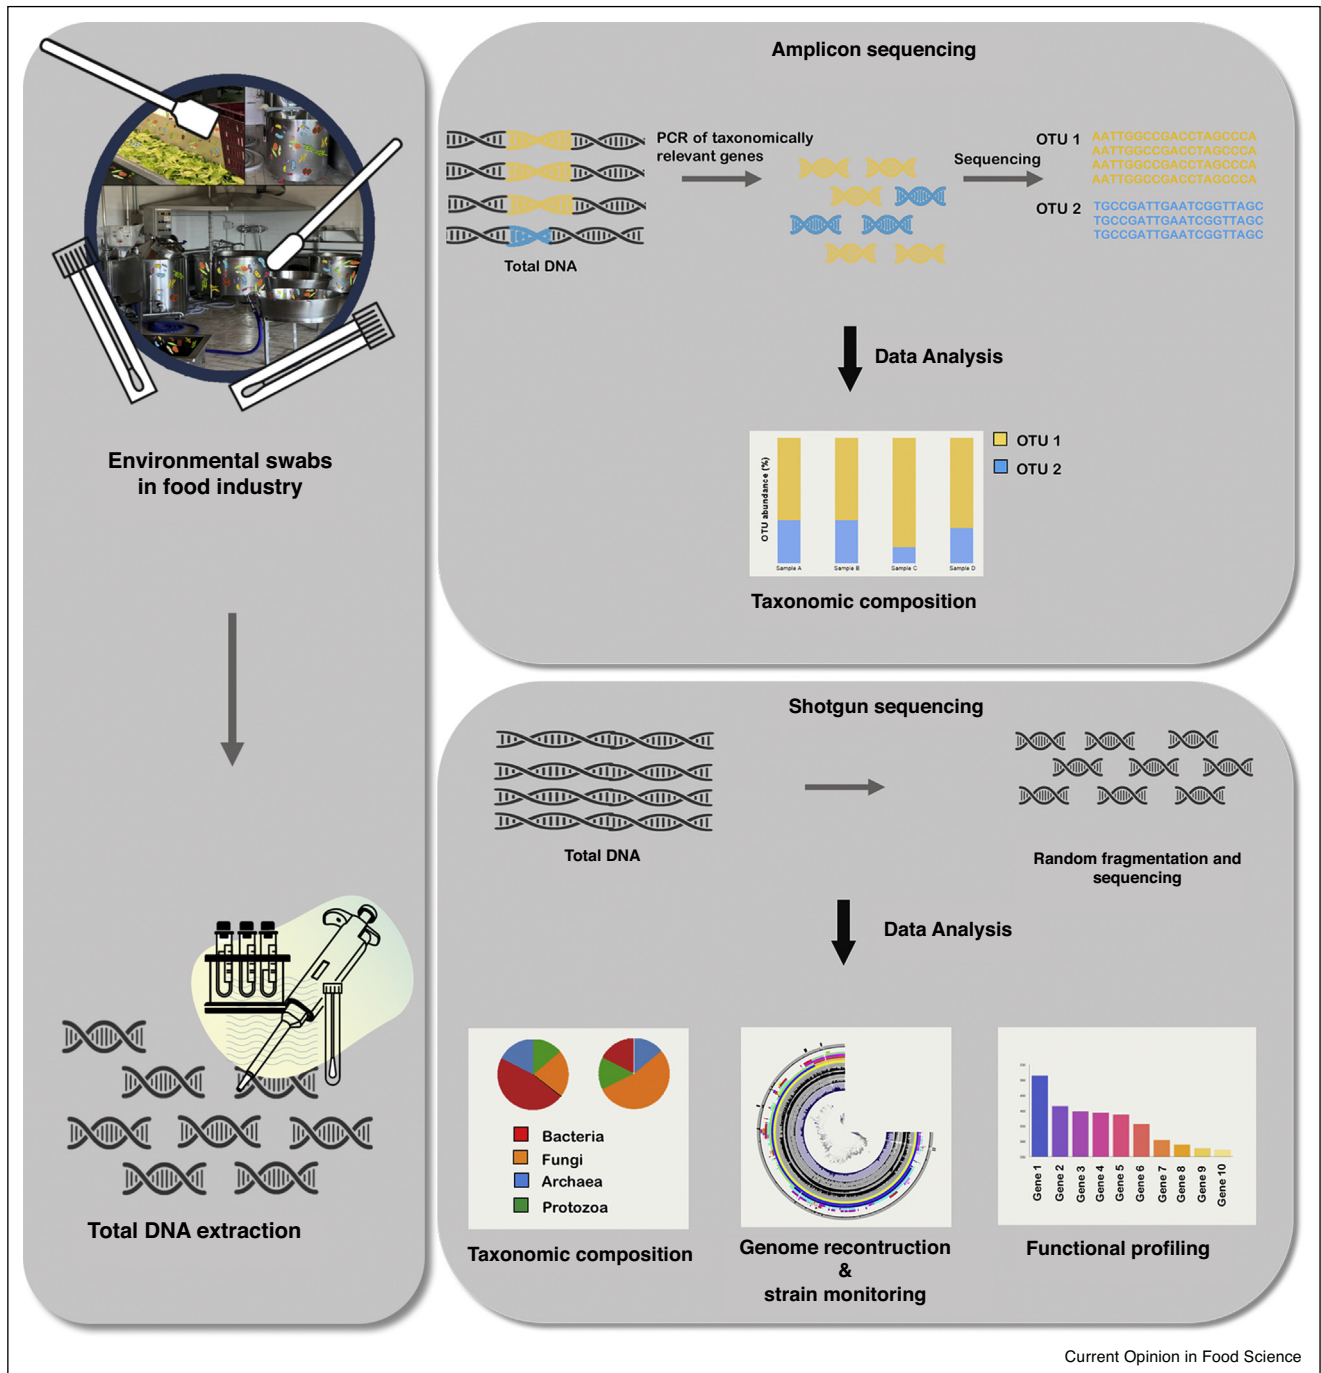 Environmental swabs
in food industry
Total DNA extraction
Amplicon sequencing
PCR of taxonomically
relevant genes
Total DNA
Sequencing
OTU 1
AATTGGCCGACCTAGCCCA
AATTGGCCGACCTAGCCCA
AATTGGCCGACCTAGCCCA
AATTGGCCGACCTAGCCCA
OTU 2
TGCCGATTGAATCGGTTAGC
TGCCGATTGAATCGGTTAGC
TGCCGATTGAATCGGTTAGC
Data Analysis
OTU abundance (%)
Sample A
Sample B
Sample C
Sample D
OTU 1
OTU 2
Taxonomic composition
Shotgun sequencing
Total DNA
Random fragmentation and
sequencing
Data Analysis
Bacteria
Fungi
Archaea
Protozoa
Taxonomic composition
Genome recontruction
&
strain monitoring
Gene 1
Gene 2
Gene 3
Gene 4
Gene 5
Gene 6
Gene 7
Gene 8
Gene 9
Gene 10
Functional profiling
Current Opinion in Food Science